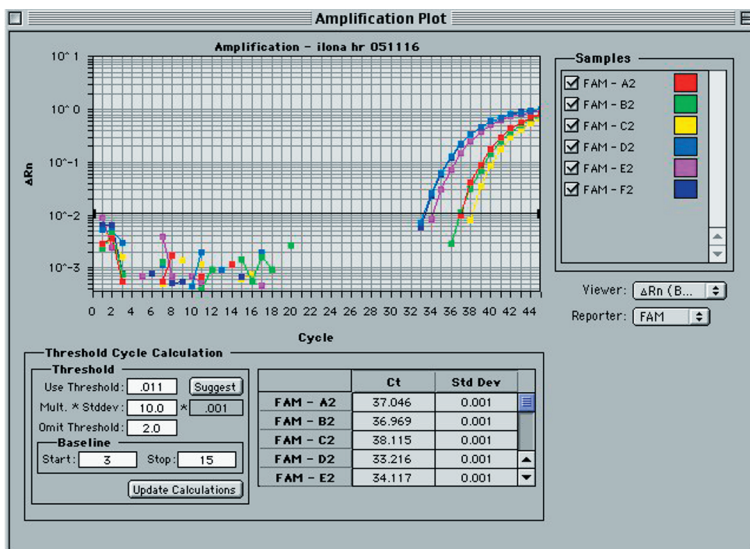 Amplification Plot
Amplification - ilona hr 051116
10^1
10^0
10^-1
10^-2
10^-3
ΔRn
0 2 4 6 8 10 12 14 16 18 20 22 24 26 28 30 32 34 36 38 40 42 44
Cycle
Samples
FAM - A2
FAM - B2
FAM - C2
FAM - D2
FAM - E2
FAM - F2
Viewer: ΔRn (B...
Reporter: FAM
Threshold Cycle Calculation
Threshold
Use Threshold: .011 Suggest
Mult. * Stddev: 10.0 * .001
Omit Threshold: 2.0
Baseline
Start: 3 Stop: 15
Update Calculations
Ct Std Dev
FAM - A2 37.046 0.001
FAM - B2 36.969 0.001
FAM - C2 38.115 0.001
FAM - D2 33.216 0.001
FAM - E2 34.117 0.001